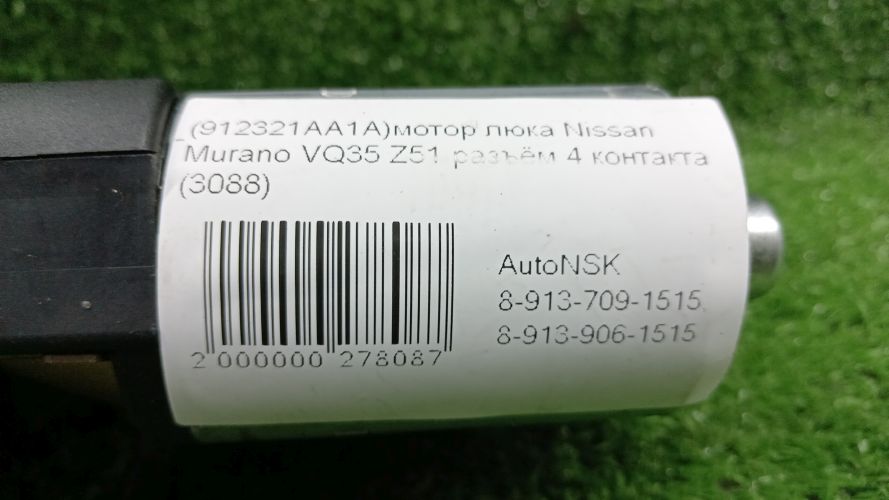 (912321AA1A)мотор люка Nissan
Murano VQ35 Z51 разъём 4 контакта
(3088)
AutoNSK
8-913-709-1515
8-913-906-1515
2 000000 278087